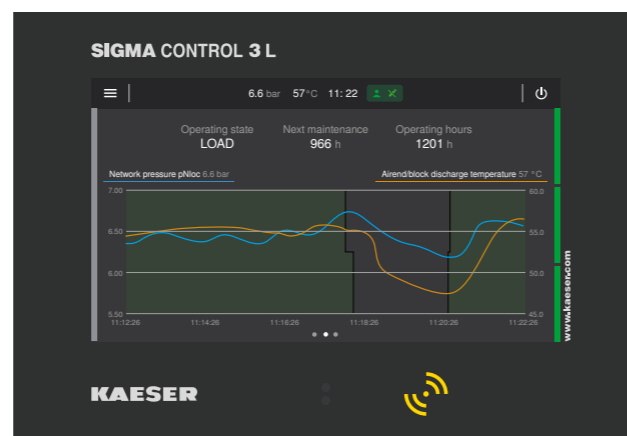 SIGMA CONTROL 3 L
6.6 bar 57°C 11:22
Operating state Next maintenance Operating hours
LOAD 966 h 1201 h
Network pressure pNloc 6.6 bar Airend/block discharge temperature 57 °C
7.00 60.0
6.50 55.0
6.00 50.0
5.50 45.0
11:12:26 11:14:26 11:16:26 11:18:26 11:20:26 11:22:26
www.kaeser.com
KAESER